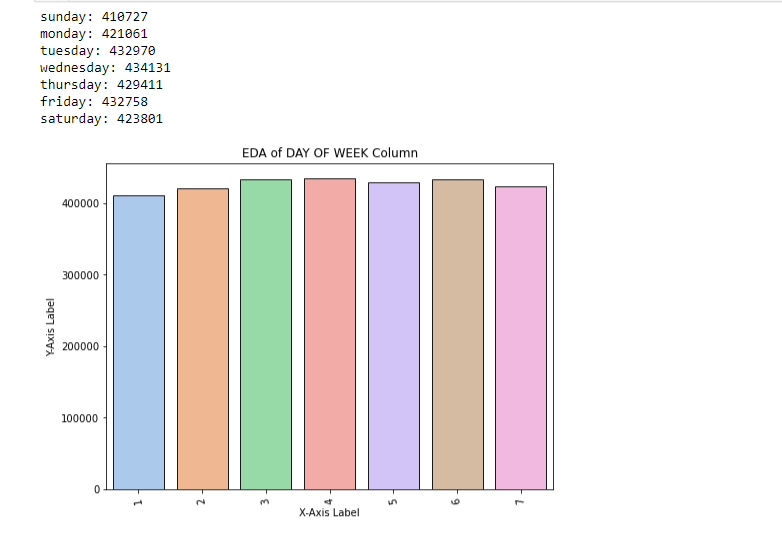 sunday: 410727
monday: 421061
tuesday: 432970
wednesday: 434131
thursday: 429411
friday: 432758
saturday: 423801
EDA of DAY OF WEEK Column
Y-Axis Label
400000
300000
200000
100000
0
1 2 3 4 5 6 7
X-Axis Label